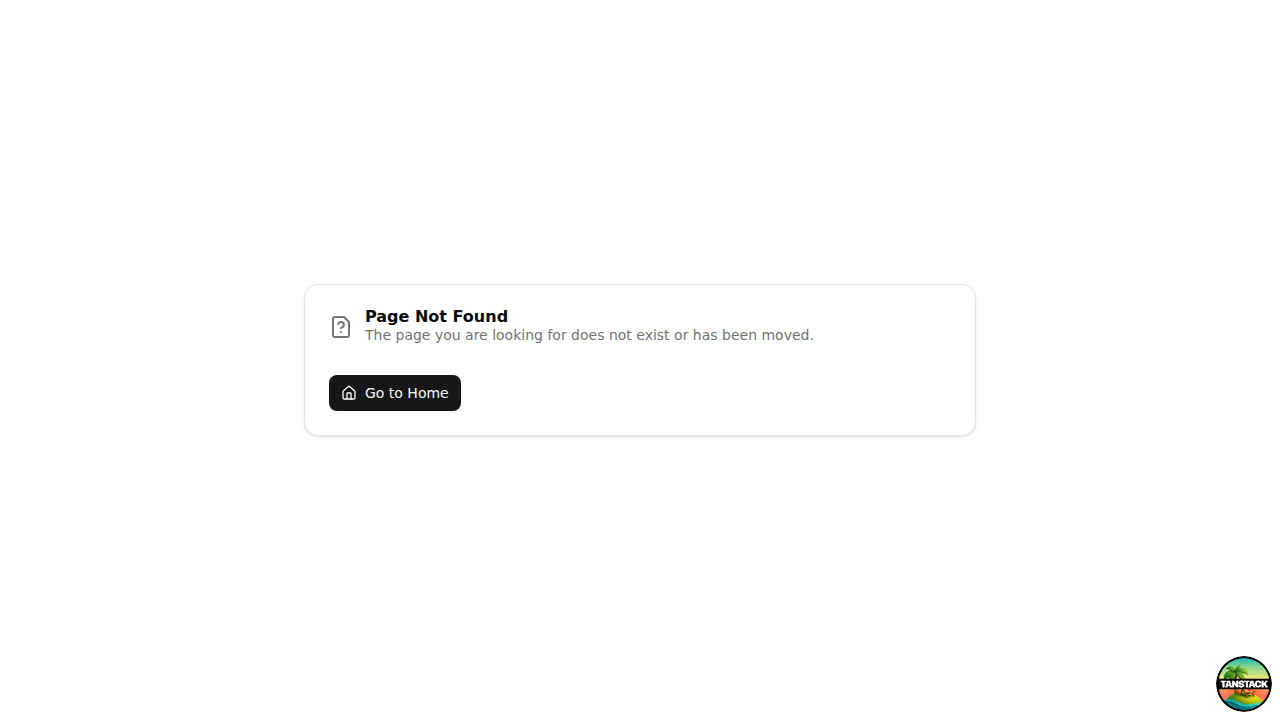 Page Not Found
The page you are looking for does not exist or has been moved.
Go to Home
TANSTACK